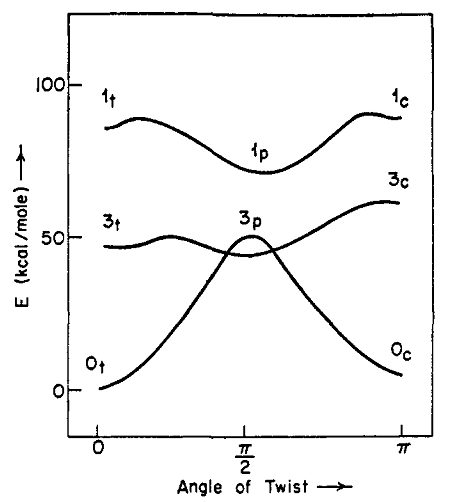 100
1t
1c
1p
3c
3t
3p
50
E (kcal/mole) →
0t
0c
0
0
π/2
π
Angle of Twist →